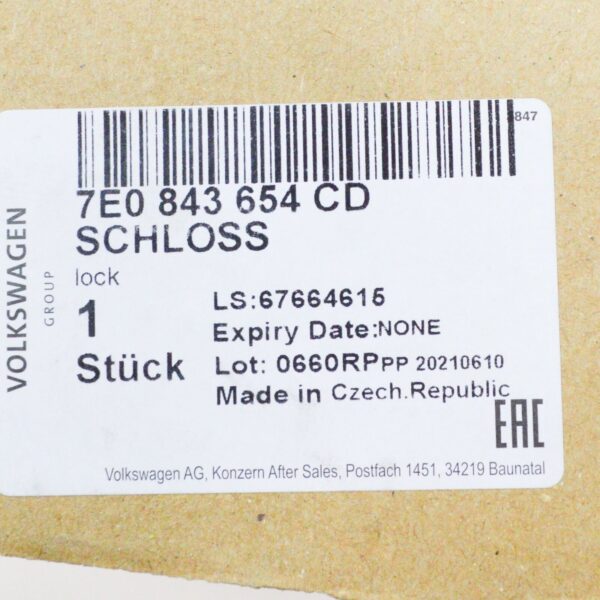 3847
7E0 843 654 CD
SCHLOSS
lock
1
Stück
LS:67664615
Expiry Date:NONE
Lot: 0660RPPP 20210610
Made in Czech.Republic
EAC
Volkswagen AG, Konzern After Sales, Postfach 1451, 34219 Baunatal
VOLKSWAGEN
GROUP